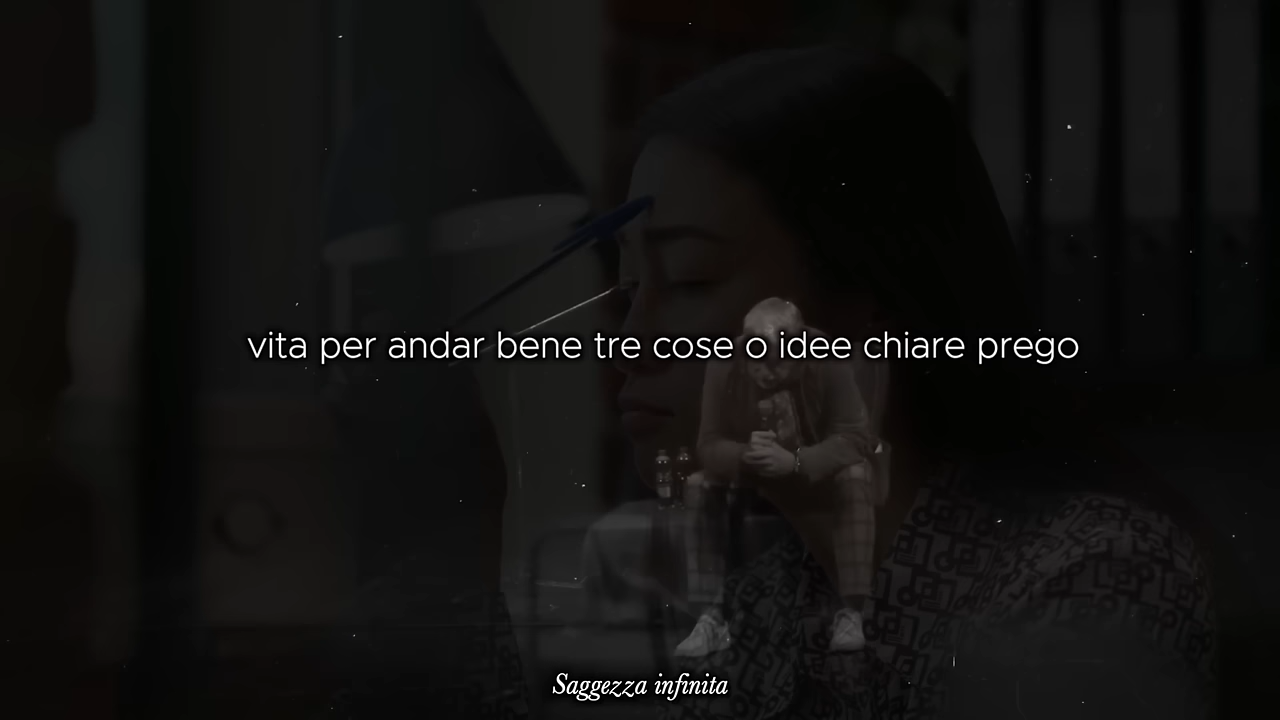 vita per andar bene tre cose o idee chiare prego
Saggezza infinita